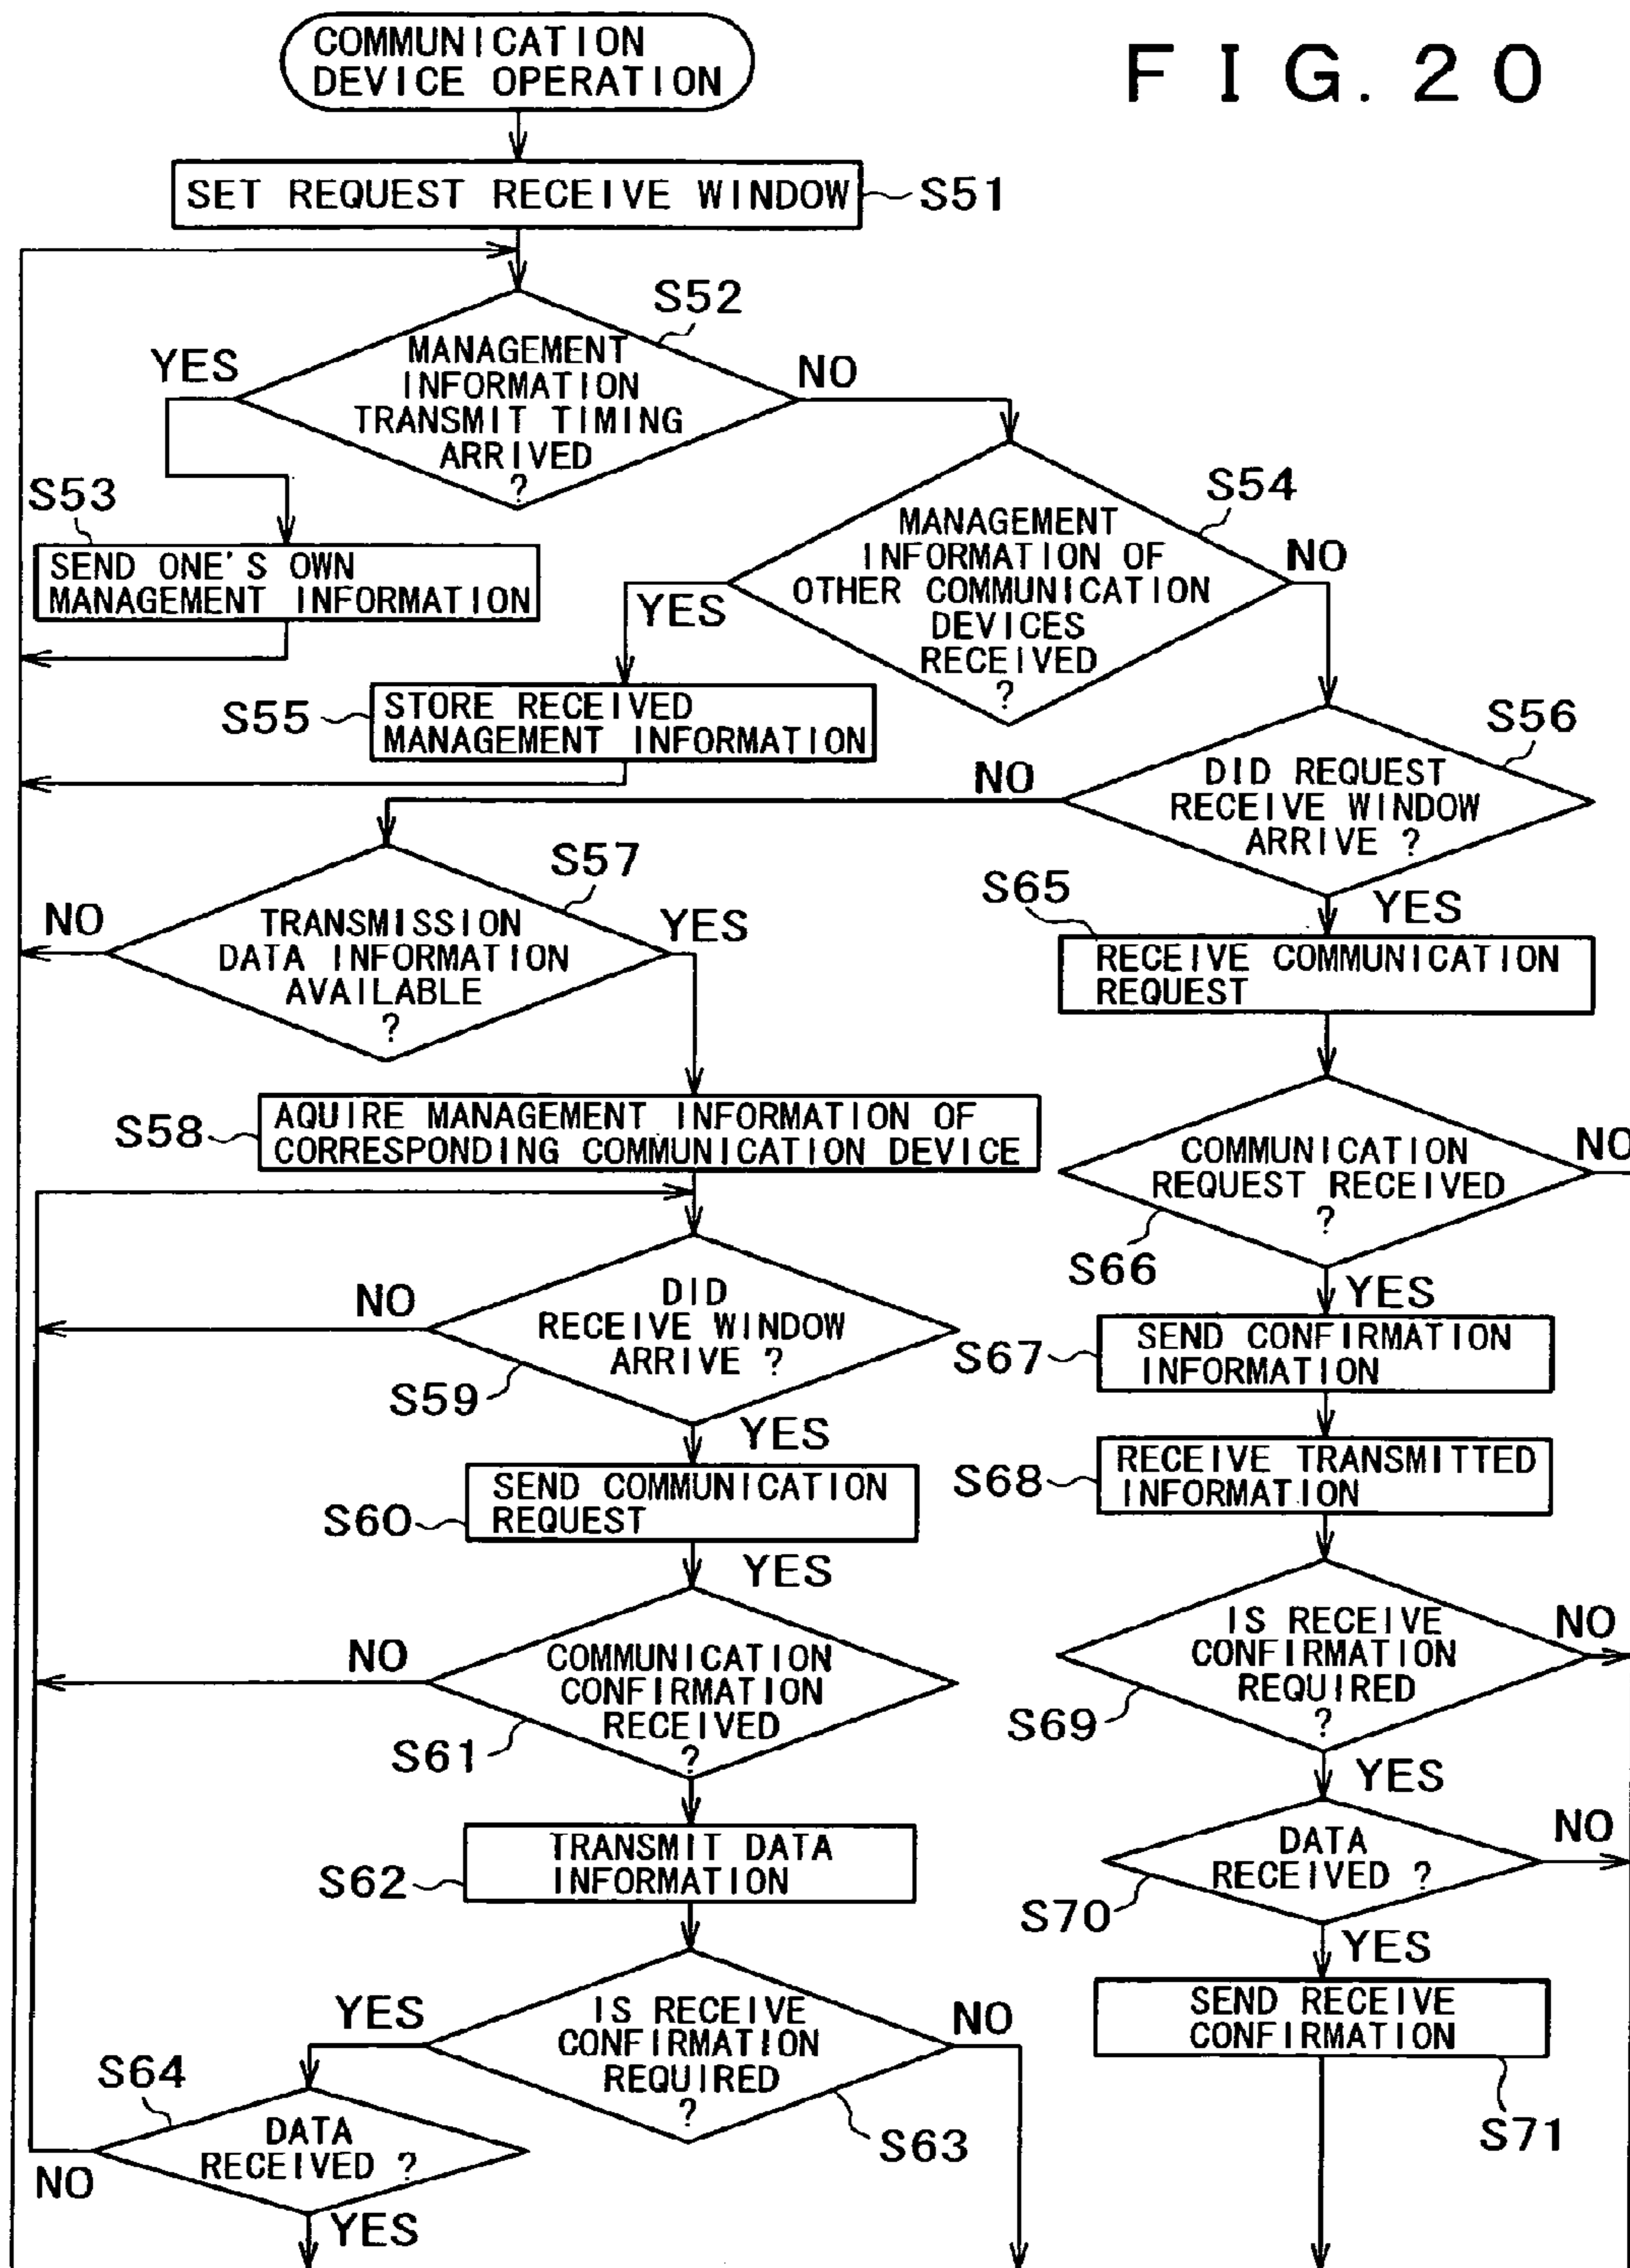 COMMUNICATION
DEVICE OPERATION
FIG. 20
SET REQUEST RECEIVE WINDOW
S51
S52
YES
MANAGEMENT
INFORMATION
TRANSMIT TIMING
ARRIVED
?
NO
S53
SEND ONE'S OWN
MANAGEMENT INFORMATION
S54
MANAGEMENT
INFORMATION OF
OTHER COMMUNICATION
DEVICES
RECEIVED
?
NO
YES
S55
STORE RECEIVED
MANAGEMENT INFORMATION
S56
NO
DID REQUEST
RECEIVE WINDOW
ARRIVE ?
S57
NO
TRANSMISSION
DATA INFORMATION
AVAILABLE
?
YES
S65
YES
RECEIVE COMMUNICATION
REQUEST
S58
AQUIRE MANAGEMENT INFORMATION OF
CORRESPONDING COMMUNICATION DEVICE
COMMUNICATION
REQUEST RECEIVED
?
NO
S66
YES
NO
DID
RECEIVE WINDOW
ARRIVE ?
S59
YES
S67
SEND CONFIRMATION
INFORMATION
S60
SEND COMMUNICATION
REQUEST
YES
S68
RECEIVE TRANSMITTED
INFORMATION
NO
COMMUNICATION
CONFIRMATION
RECEIVED
?
S61
IS RECEIVE
CONFIRMATION
REQUIRED
?
NO
S69
YES
S62
TRANSMIT DATA
INFORMATION
DATA
RECEIVED ?
NO
S70
YES
YES
IS RECEIVE
CONFIRMATION
REQUIRED
?
NO
S63
SEND RECEIVE
CONFIRMATION
S71
S64
DATA
RECEIVED ?
NO
YES